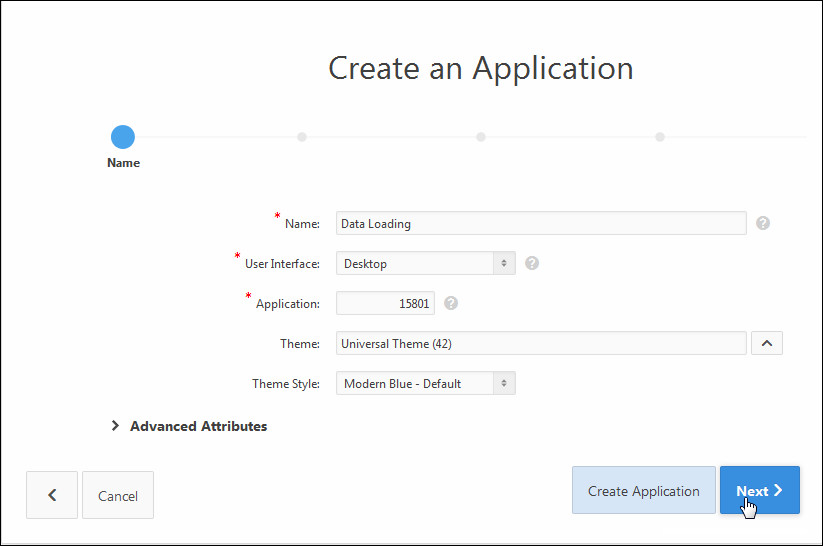 Create an Application
Name
* Name: Data Loading ?
* User Interface: Desktop ?
* Application: 15801 ?
Theme: Universal Theme (42)
Theme Style: Modern Blue - Default
Advanced Attributes
Cancel Create Application Next